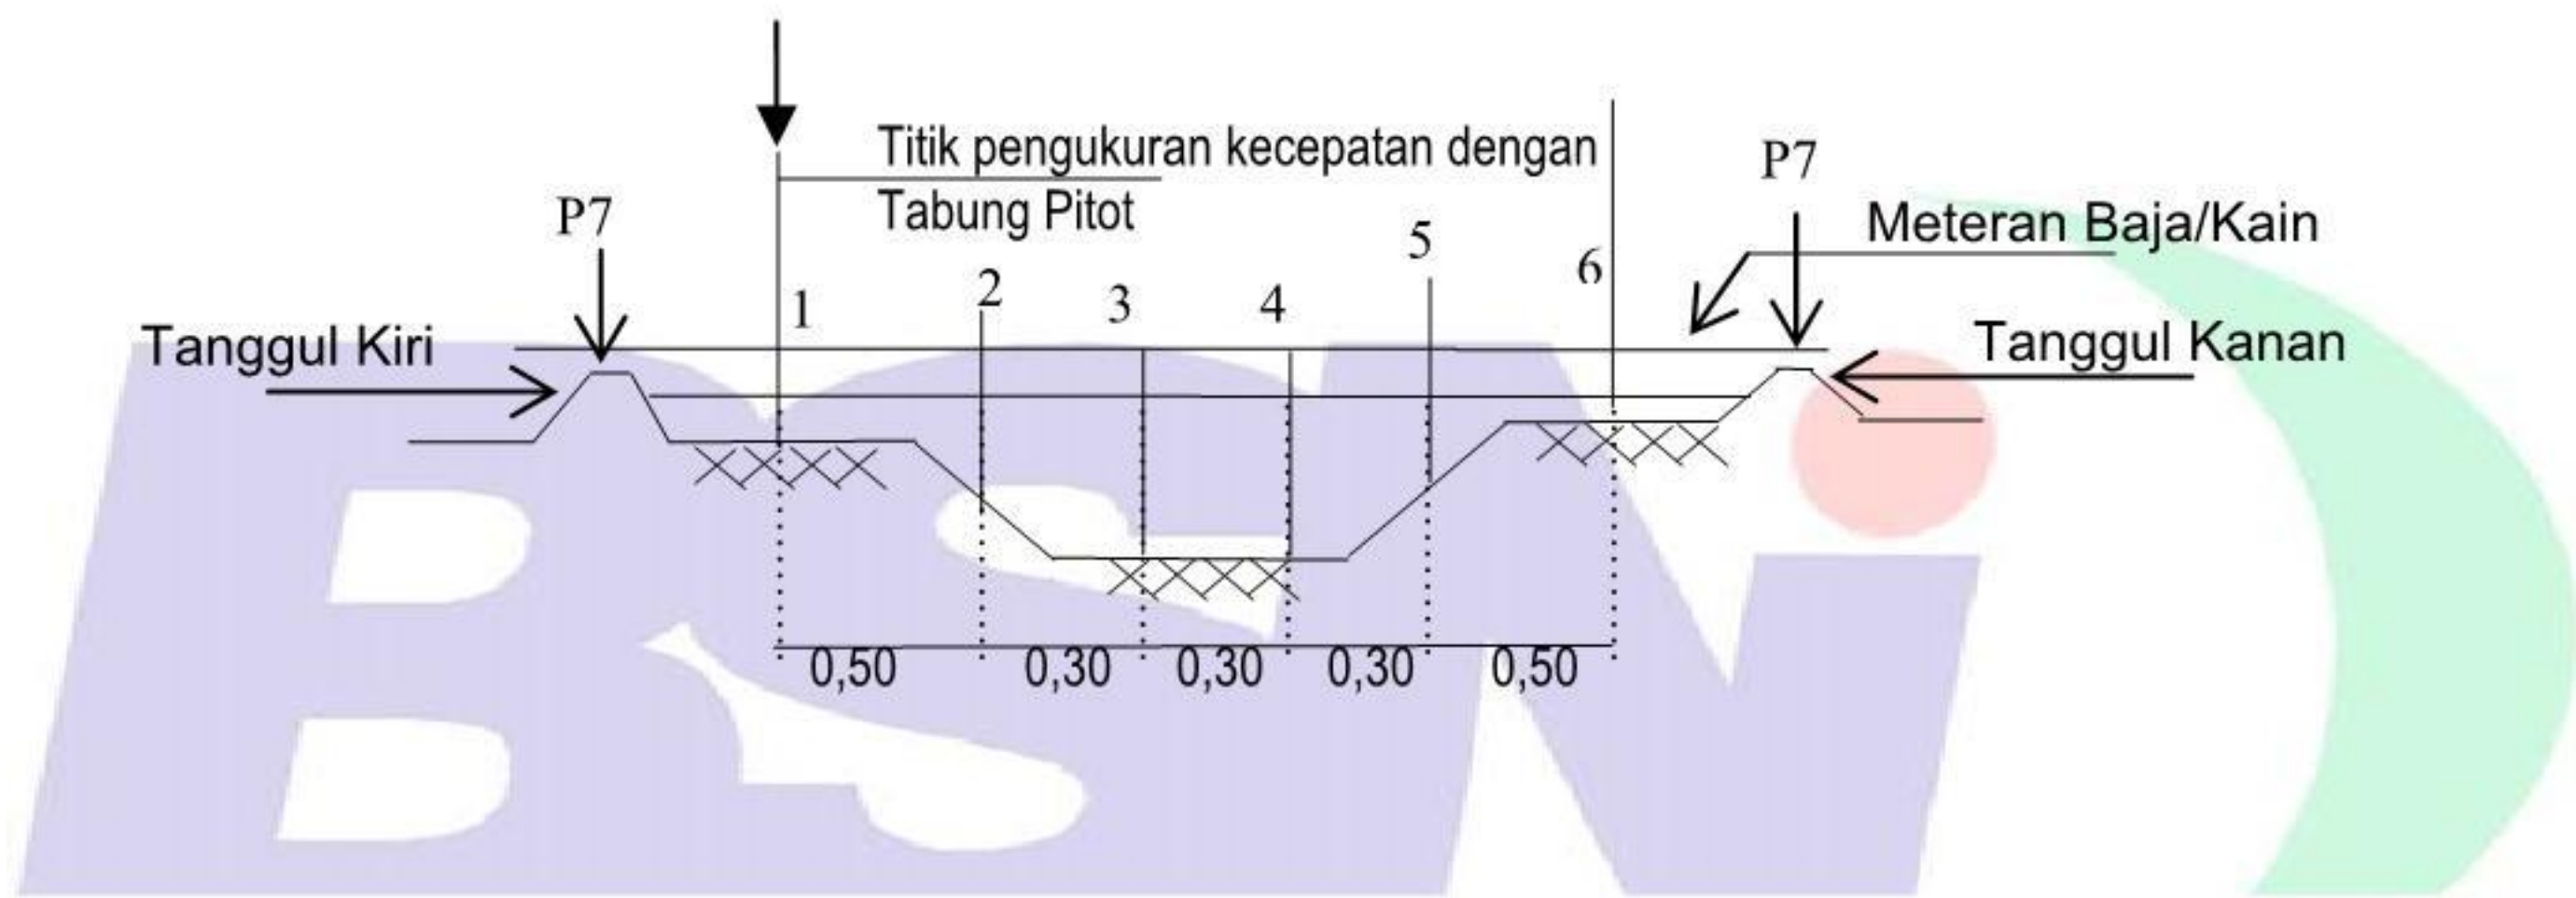 Titik pengukuran kecepatan dengan
Tabung Pitot
P7
P7
Meteran Baja/Kain
Tanggul Kiri
Tanggul Kanan
1
2
3
4
5
6
0,50
0,30
0,30
0,30
0,50
BSNi